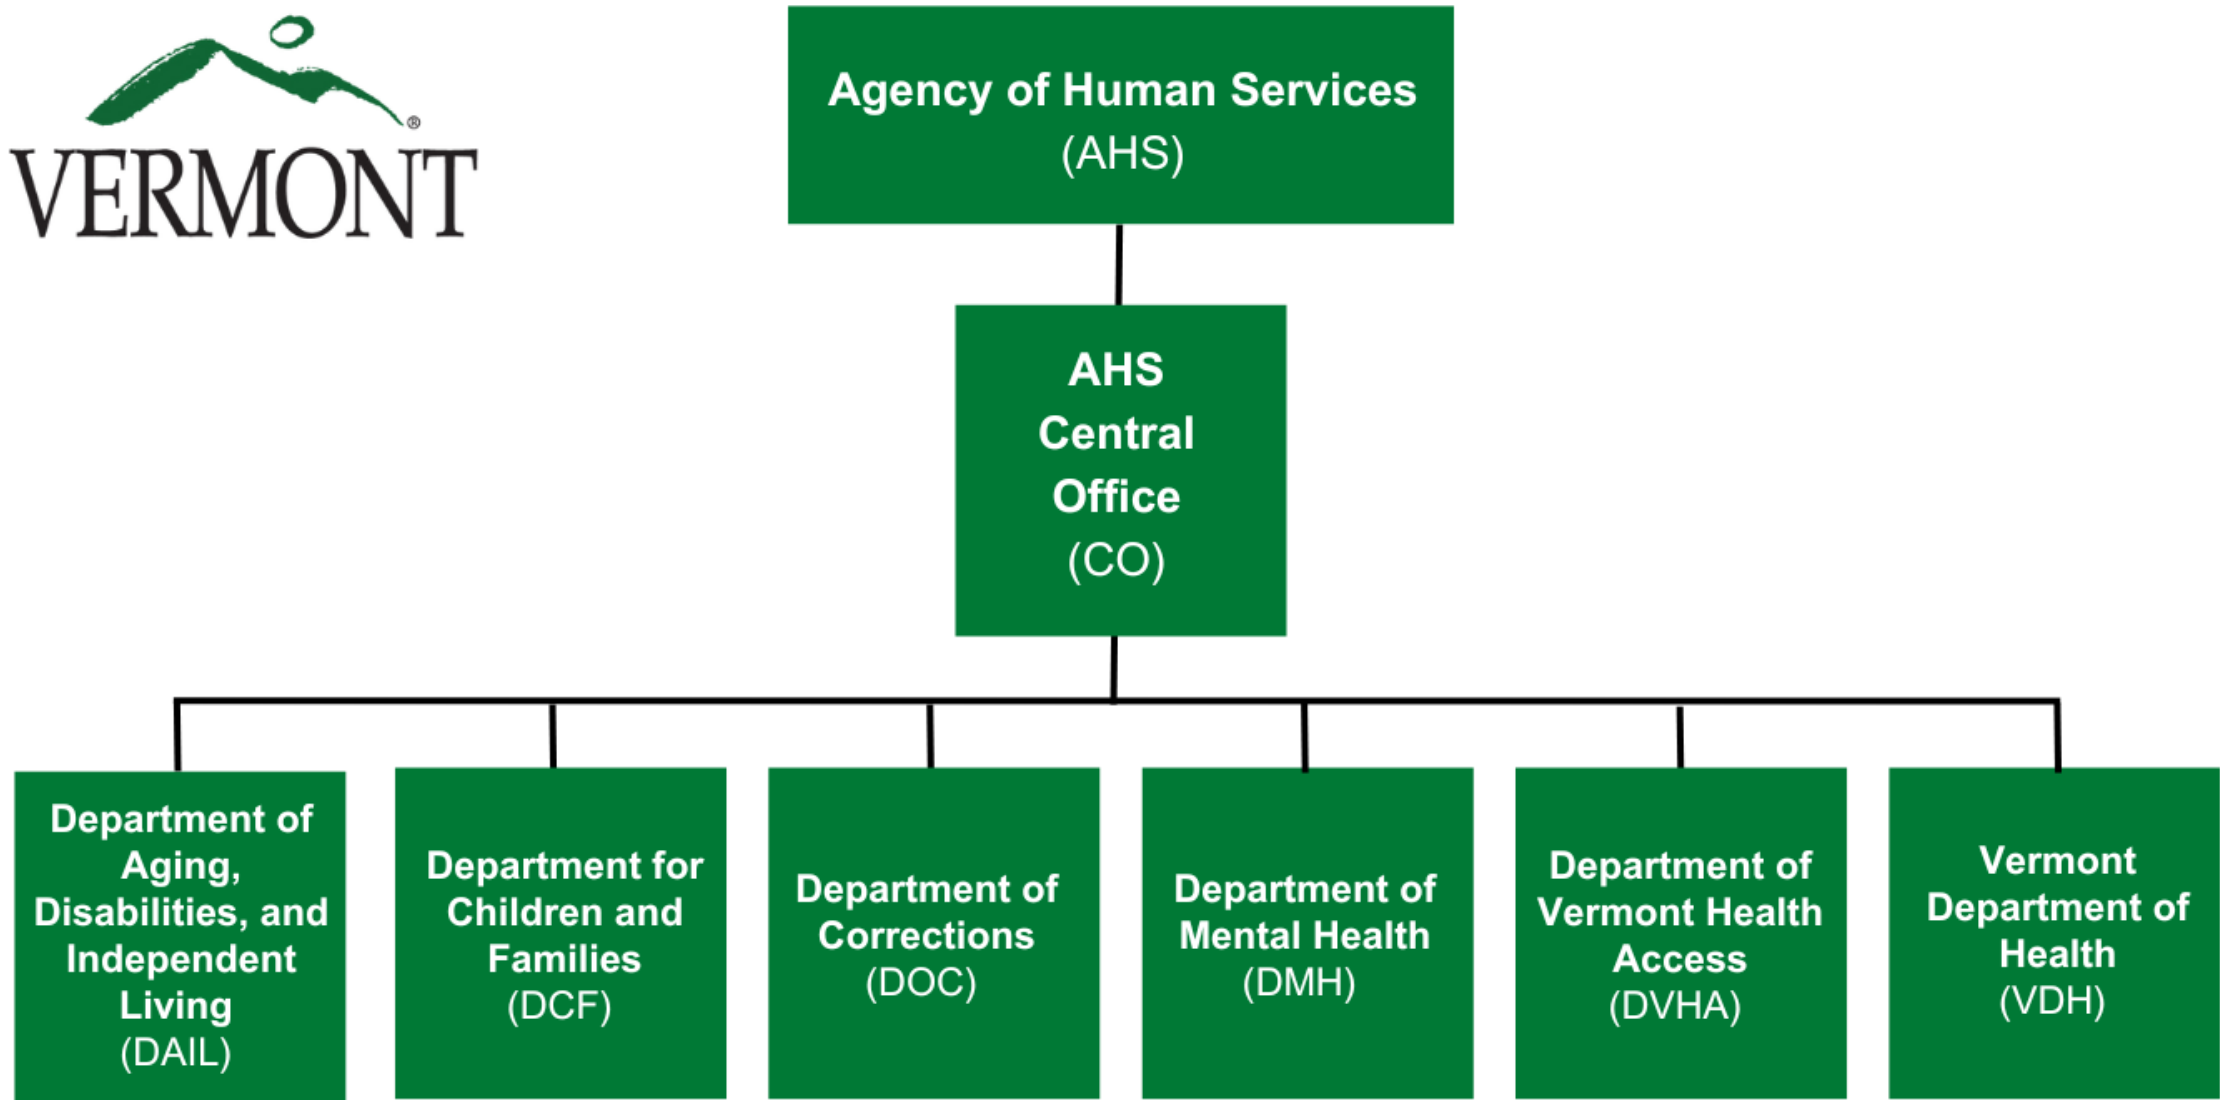 VERMONT®
Agency of Human Services
(AHS)
AHS
Central
Office
(CO)
Department of
Aging,
Disabilities, and
Independent
Living
(DAIL)
Department for
Children and
Families
(DCF)
Department of
Corrections
(DOC)
Department of
Mental Health
(DMH)
Department of
Vermont Health
Access
(DVHA)
Vermont
Department of
Health
(VDH)